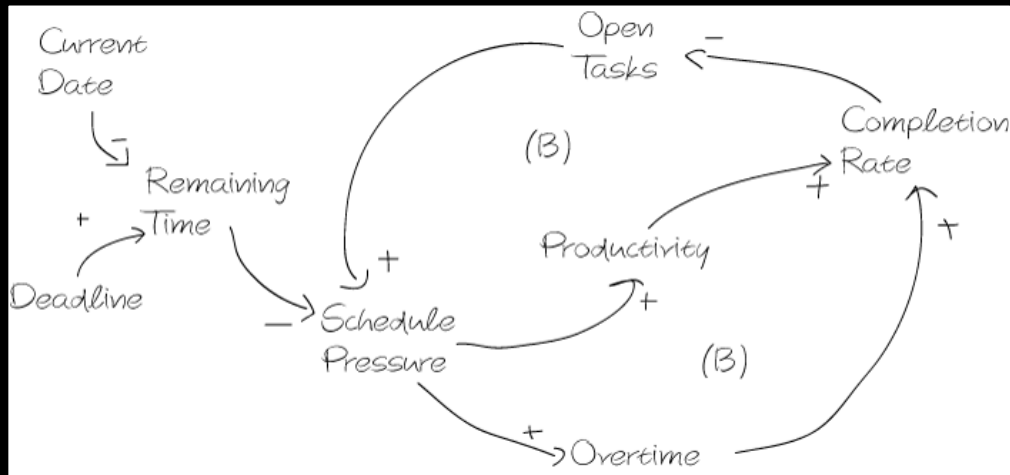 Current
Date
−
Remaining
Time
+
Deadline
−
Open
Tasks
−
(B)
Completion
Rate
+
+
Productivity
+
+
Schedule
Pressure
(B)
+
Overtime